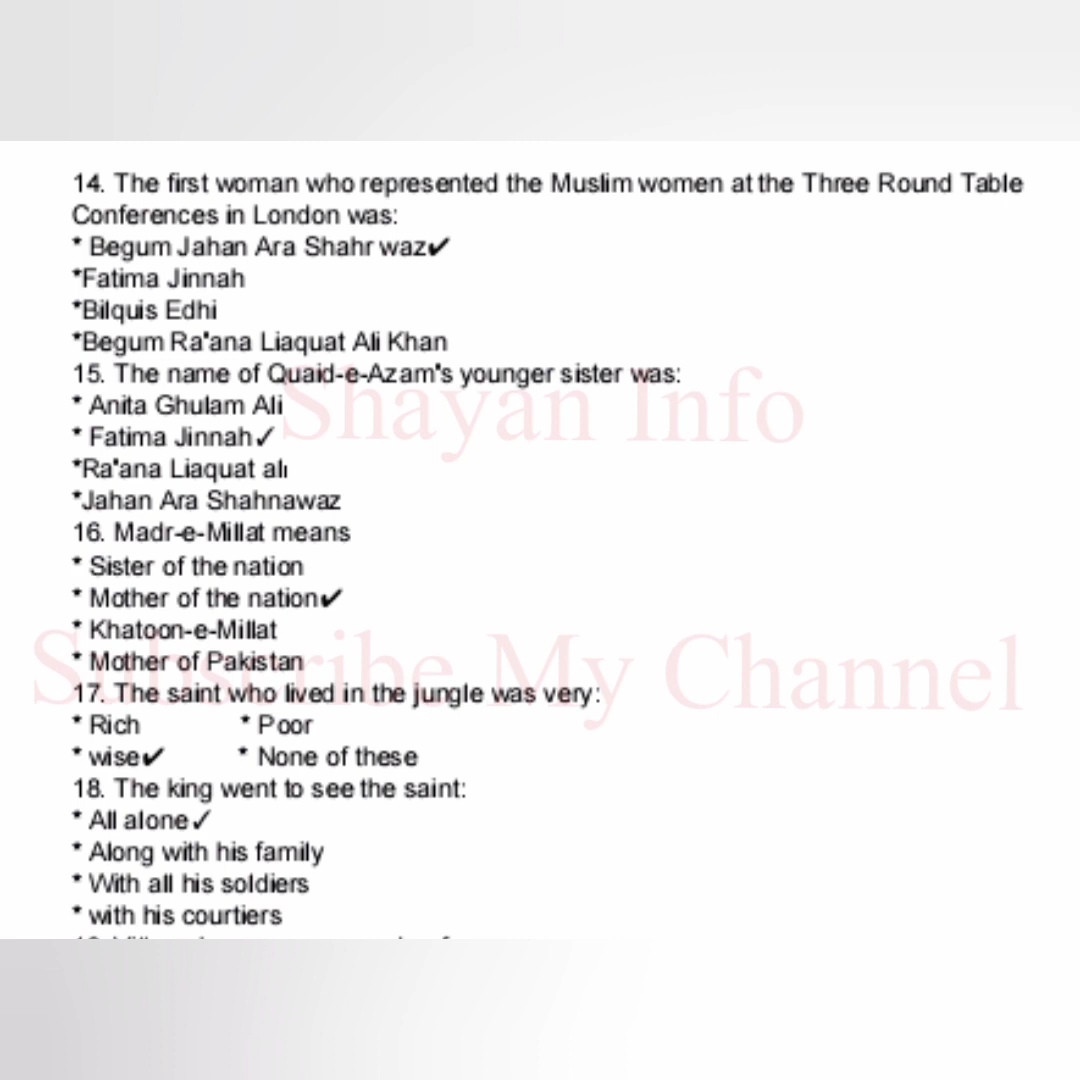 14. The first woman who represented the Muslim women at the Three Round Table
Conferences in London was:
* Begum Jahan Ara Shahr waz✔
*Fatima Jinnah
*Bilquis Edhi
*Begum Ra'ana Liaquat Ali Khan
15. The name of Quaid-e-Azam's younger sister was:
* Anita Ghulam Ali
* Fatima Jinnah✓
*Ra'ana Liaquat ali
*Jahan Ara Shahnawaz
Shayan Info
16. Madr-e-Millat means
* Sister of the nation
* Mother of the nation✔
* Khatoon-e-Millat
* Mother of Pakistan
Subscribe My Channel
17. The saint who lived in the jungle was very:
* Rich * Poor
* wise✔ * None of these
18. The king went to see the saint:
* All alone✓
* Along with his family
* With all his soldiers
* with his courtiers